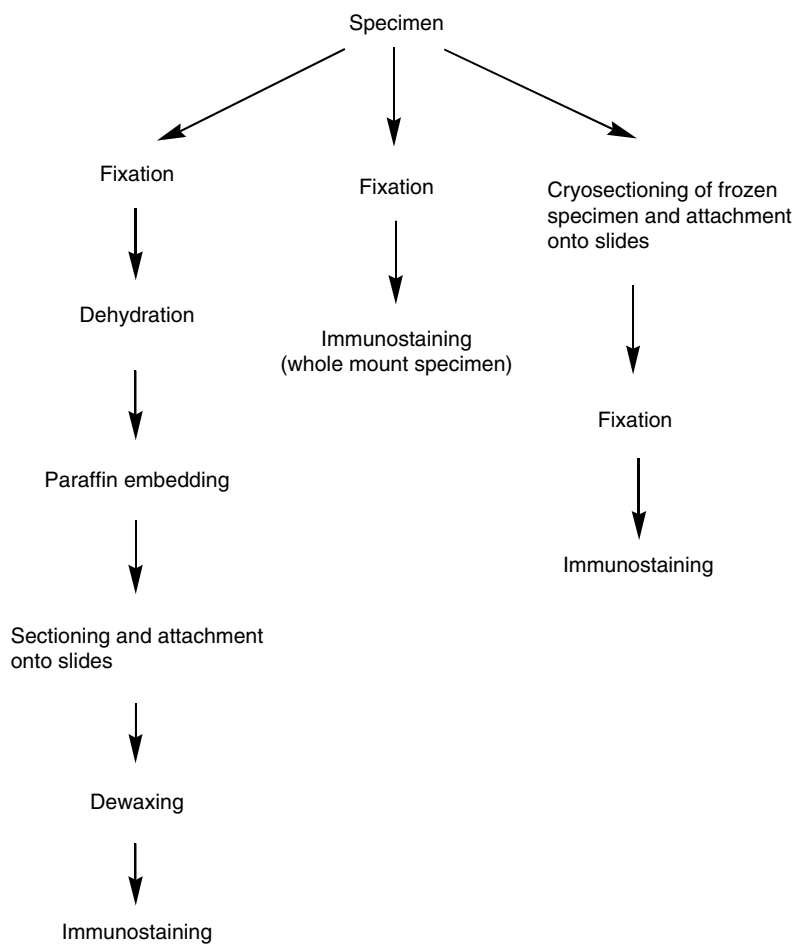 Specimen
Fixation
Dehydration
Paraffin embedding
Sectioning and attachment
onto slides
Dewaxing
Immunostaining
Fixation
Immunostaining
(whole mount specimen)
Cryosectioning of frozen
specimen and attachment
onto slides
Fixation
Immunostaining